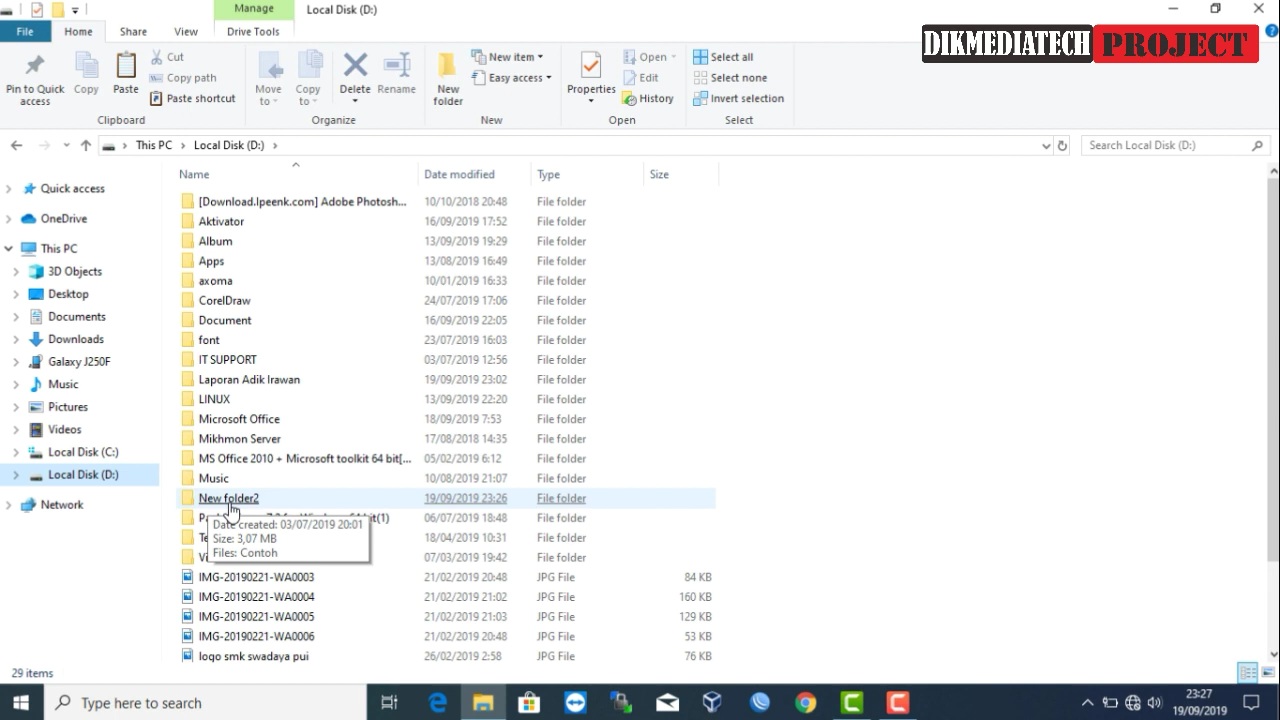 Manage
Local Disk (D:)
File
Home
Share
View
Drive Tools
DIKMEDIATECH PROJECT
Pin to Quick access
Copy
Paste
Cut
Copy path
Paste shortcut
Clipboard
Move to
Copy to
Delete
Rename
Organize
New folder
New item
Easy access
New
Properties
Open
Edit
History
Open
Select all
Select none
Invert selection
Select
This PC
Local Disk (D:)
Search Local Disk (D:)
Name Date modified Type Size
Quick access
OneDrive
This PC
3D Objects
Desktop
Documents
Downloads
Galaxy J250F
Music
Pictures
Videos
Local Disk (C:)
Local Disk (D:)
Network
[Download.Ipeenk.com] Adobe Photosh... 10/10/2018 20:48 File folder
Aktivator 16/09/2019 17:52 File folder
Album 13/09/2019 19:29 File folder
Apps 13/08/2019 16:49 File folder
axoma 10/01/2019 16:33 File folder
CorelDraw 24/07/2019 17:06 File folder
Document 16/09/2019 22:05 File folder
font 23/07/2019 16:03 File folder
IT SUPPORT 03/07/2019 12:56 File folder
Laporan Adik Irawan 19/09/2019 23:02 File folder
LINUX 13/09/2019 22:20 File folder
Microsoft Office 18/09/2019 7:53 File folder
Mikhmon Server 17/08/2018 14:35 File folder
MS Office 2010 + Microsoft toolkit 64 bit[... 05/02/2019 6:12 File folder
Music 10/08/2019 21:07 File folder
New folder2 19/09/2019 23:26 File folder
06/07/2019 18:48 File folder
18/04/2019 10:31 File folder
07/03/2019 19:42 File folder
Date created: 03/07/2019 20:01
Size: 3,07 MB
Files: Contoh
IMG-20190221-WA0003 21/02/2019 20:48 JPG File 84 KB
IMG-20190221-WA0004 21/02/2019 21:02 JPG File 160 KB
IMG-20190221-WA0005 21/02/2019 21:03 JPG File 129 KB
IMG-20190221-WA0006 21/02/2019 20:48 JPG File 53 KB
logo smk swadaya pui 26/02/2019 2:58 JPG File 76 KB
29 items
Type here to search
23:27
19/09/2019